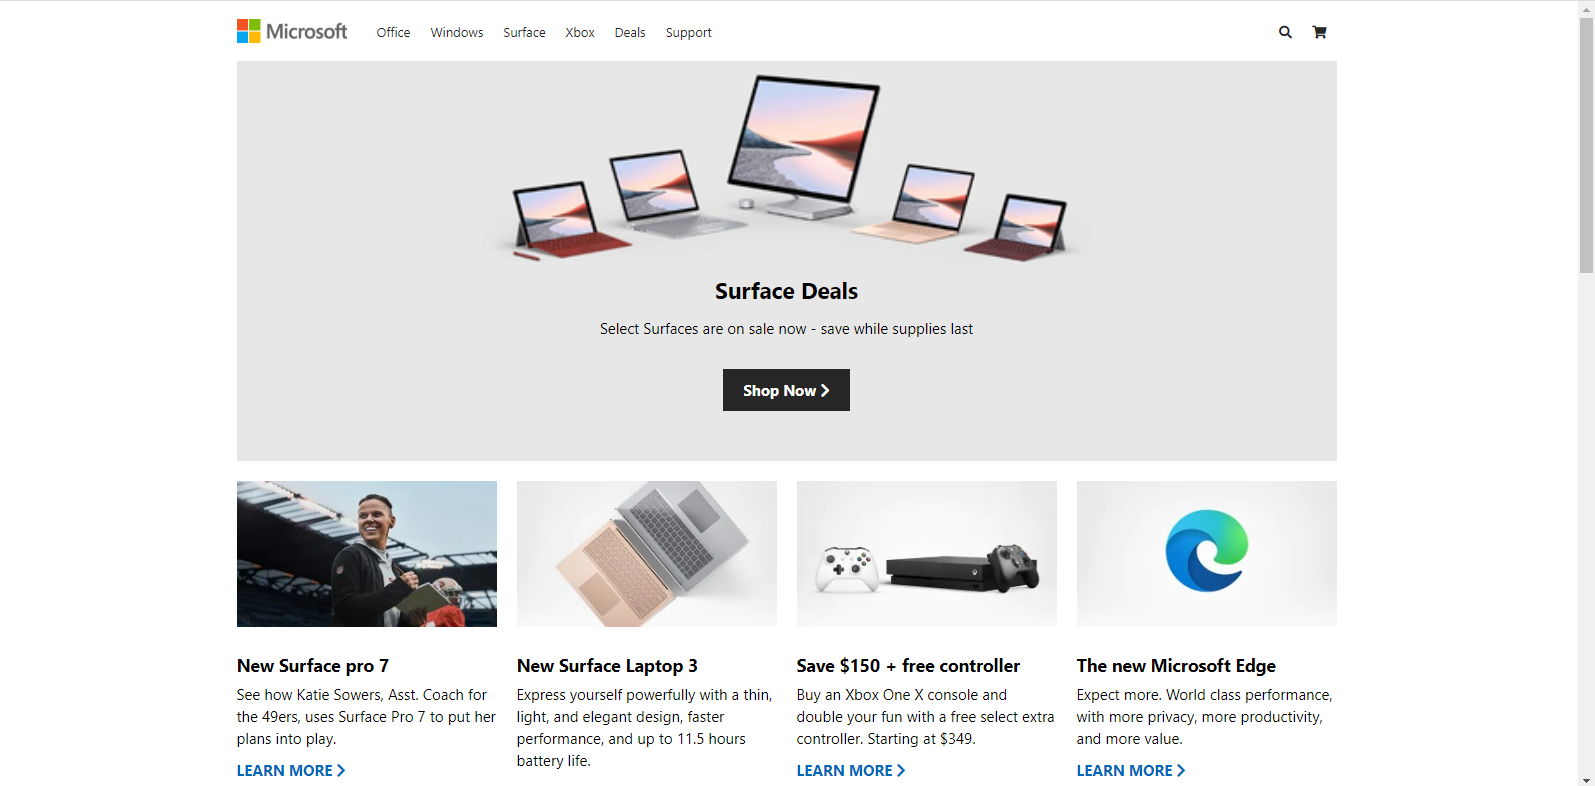 Microsoft
Office Windows Surface Xbox Deals Support
Surface Deals
Select Surfaces are on sale now - save while supplies last
Shop Now
New Surface pro 7
See how Katie Sowers, Asst. Coach for
the 49ers, uses Surface Pro 7 to put her
plans into play.
LEARN MORE
New Surface Laptop 3
Express yourself powerfully with a thin,
light, and elegant design, faster
performance, and up to 11.5 hours
battery life.
Save $150 + free controller
Buy an Xbox One X console and
double your fun with a free select extra
controller. Starting at $349.
LEARN MORE
The new Microsoft Edge
Expect more. World class performance,
with more privacy, more productivity,
and more value.
LEARN MORE